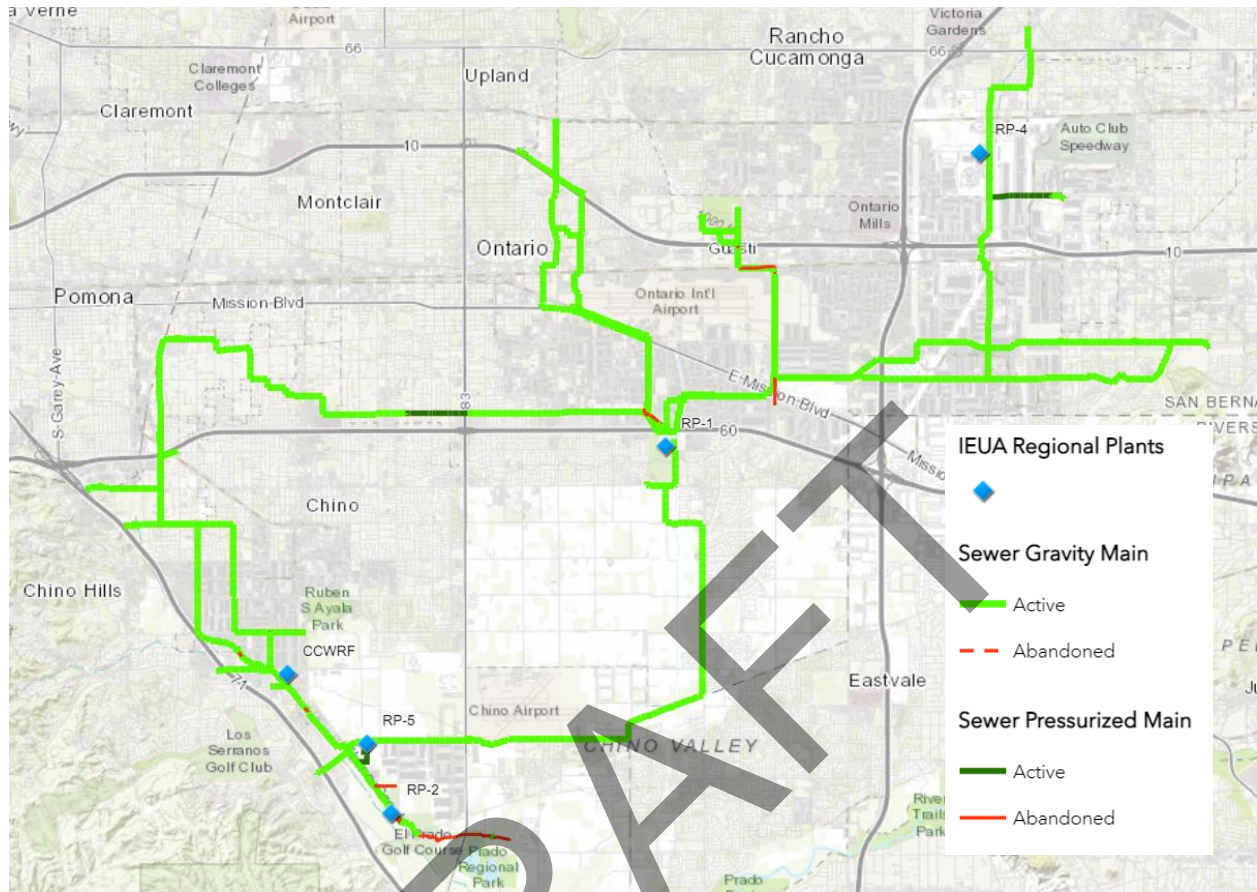 a Verne
Airport
Victoria
Gardens
66
66
Rancho
Cucamonga
Claremont
Colleges
Upland
Claremont
RP-4
Auto Club
Speedway
10
Montclair
Ontario
Mills
Ontario
Guasti
10
Pomona
Mission-Blvd
Ontario Int'l
Airport
S-Garey-Ave
E-Mission-Blvd
83
SAN BERNA
RIVERS
RP-1
60
Mission
IEUA Regional Plants
Chino
Sewer Gravity Main
Active
Abandoned
Chino Hills
Ruben
S Ayala
Park
CCWRF
71
Eastvale
Sewer Pressurized Main
Active
Abandoned
RP-5
Chino Airport
Los
Serranos
Golf Club
CHINO VALLEY
RP-2
El Prado
Golf Course
Prado
Regional
Park
River
Trails
Park
Prado
DRAFT